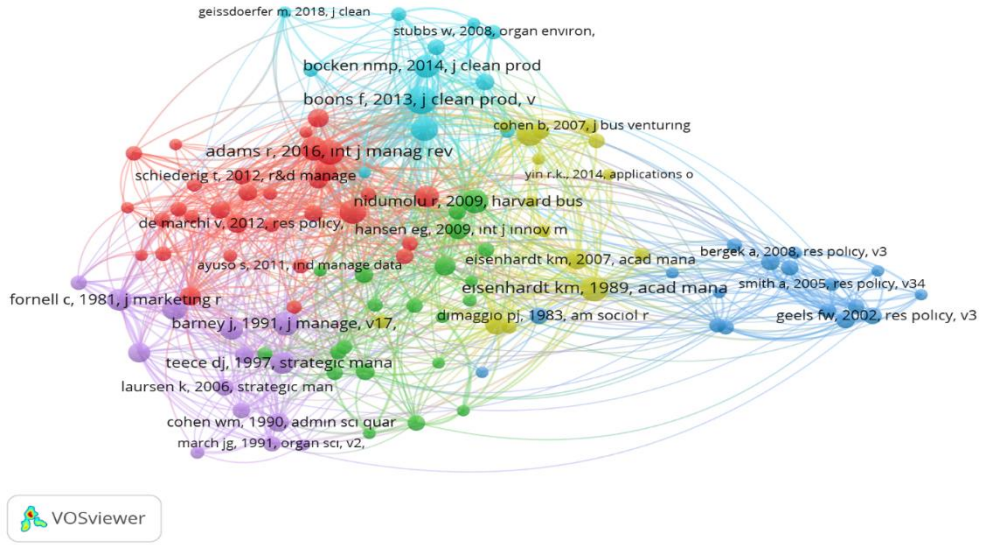 geissdoerfer m, 2018, j clean
stubbs w, 2008, organ environ,
bocken nmp, 2014, j clean prod
boons f, 2013, j clean prod, v
cohen b, 2007, j bus venturing
adams r, 2016, int j manag rev
schiederig t, 2012, r&d manage
yin r.k., 2014, applications o
nidumolu r, 2009, harvard bus
de marchi v, 2012, res policy,
hansen eg, 2009, int j innov m
bergek a, 2008, res policy, v3
ayuso s, 2011, ind manage data
eisenhardt km, 2007, acad mana
smith a, 2005, res policy, v34
eisenhardt km, 1989, acad mana
fornell c, 1981, j marketing r
dimaggio pj, 1983, am sociol r
geels fw, 2002, res policy, v3
barney j, 1991, j manage, v17,
teece dj, 1997, strategic mana
laursen k, 2006, strategic man
cohen wm, 1990, admin sci quar
march jg, 1991, organ sci, v2,
VOSviewer